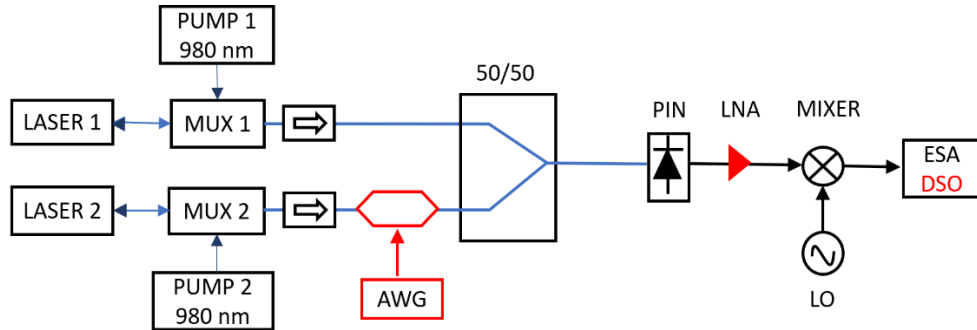 PUMP 1
980 nm
50/50
LASER 1
MUX 1
PIN
LNA
MIXER
ESA
DSO
LASER 2
MUX 2
PUMP 2
980 nm
AWG
LO